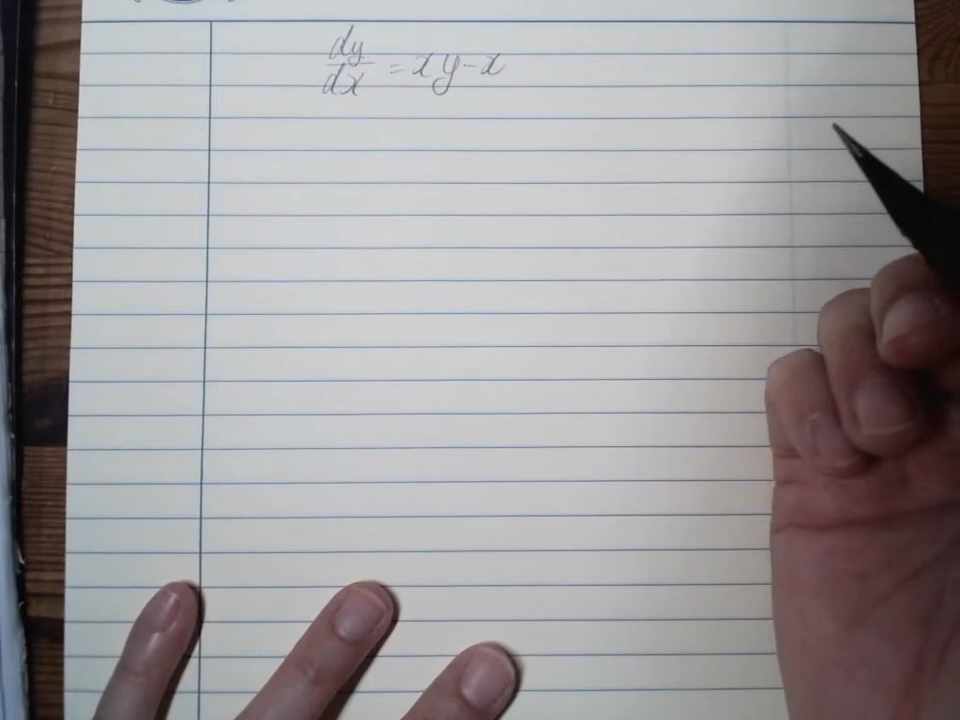 dy/dx = xy-x